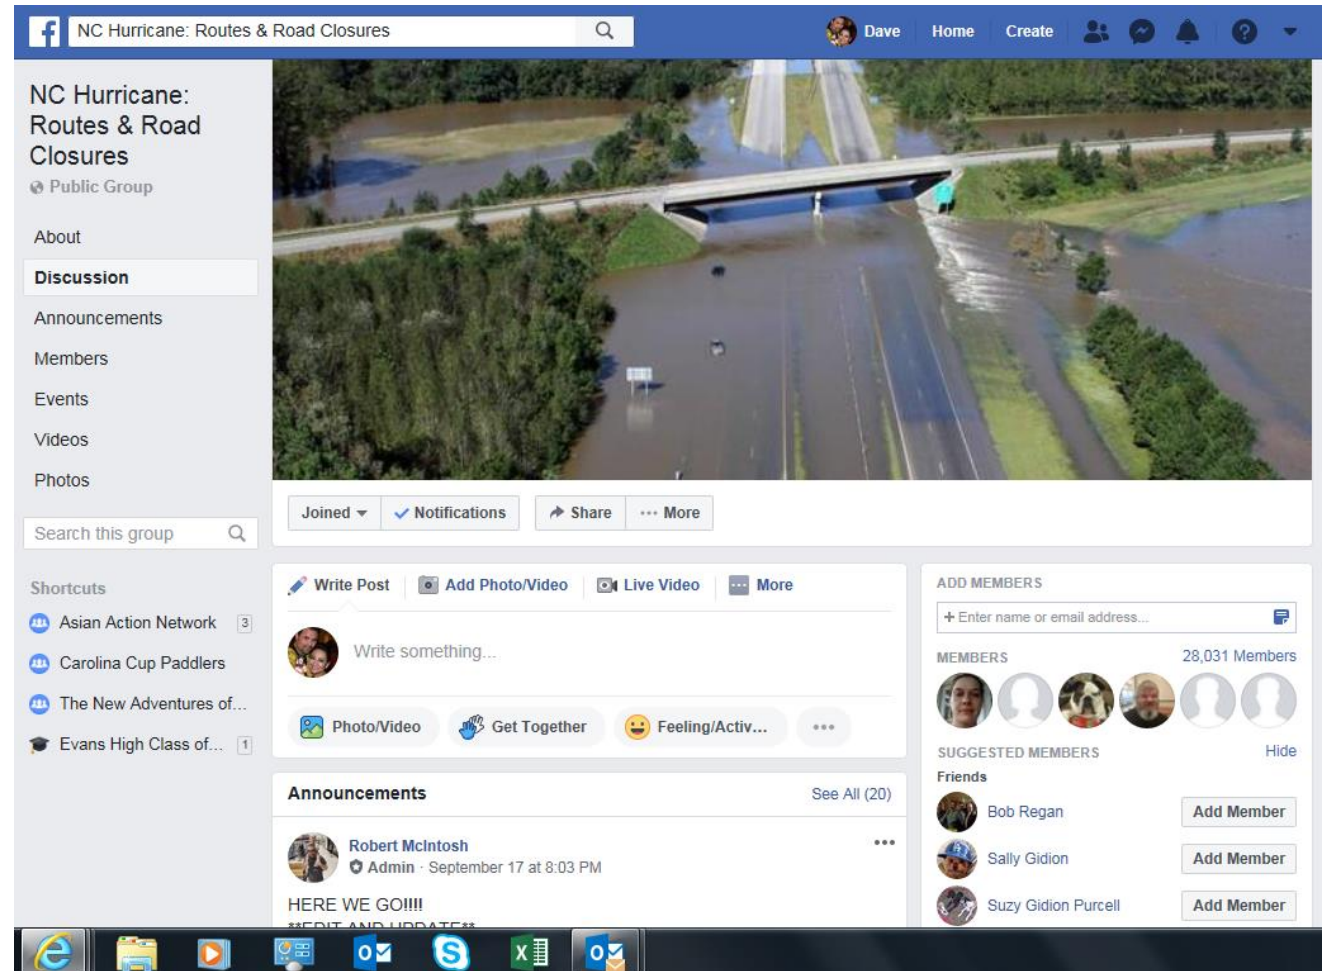 NC Hurricane: Routes & Road Closures
Dave
Home
Create
NC Hurricane:
Routes & Road
Closures
Public Group
About
Discussion
Announcements
Members
Events
Videos
Photos
Search this group
Shortcuts
Asian Action Network 3
Carolina Cup Paddlers
The New Adventures of...
Evans High Class of... 1
Joined
Notifications
Share
More
Write Post
Add Photo/Video
Live Video
More
Write something...
Photo/Video
Get Together
Feeling/Activ...
Announcements
See All (20)
Robert McIntosh
Admin · September 17 at 8:03 PM
HERE WE GO!!!!
**EDIT AND UPDATE**
ADD MEMBERS
+ Enter name or email address...
MEMBERS
28,031 Members
SUGGESTED MEMBERS
Hide
Friends
Bob Regan
Add Member
Sally Gidion
Add Member
Suzy Gidion Purcell
Add Member